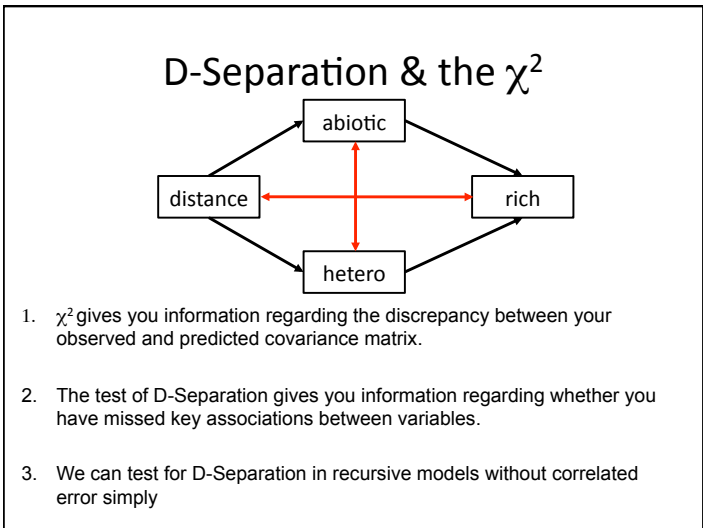 D-Separation & the χ²
abiotic
distance
rich
hetero
1. χ² gives you information regarding the discrepancy between your
observed and predicted covariance matrix.
2. The test of D-Separation gives you information regarding whether you
have missed key associations between variables.
3. We can test for D-Separation in recursive models without correlated
error simply